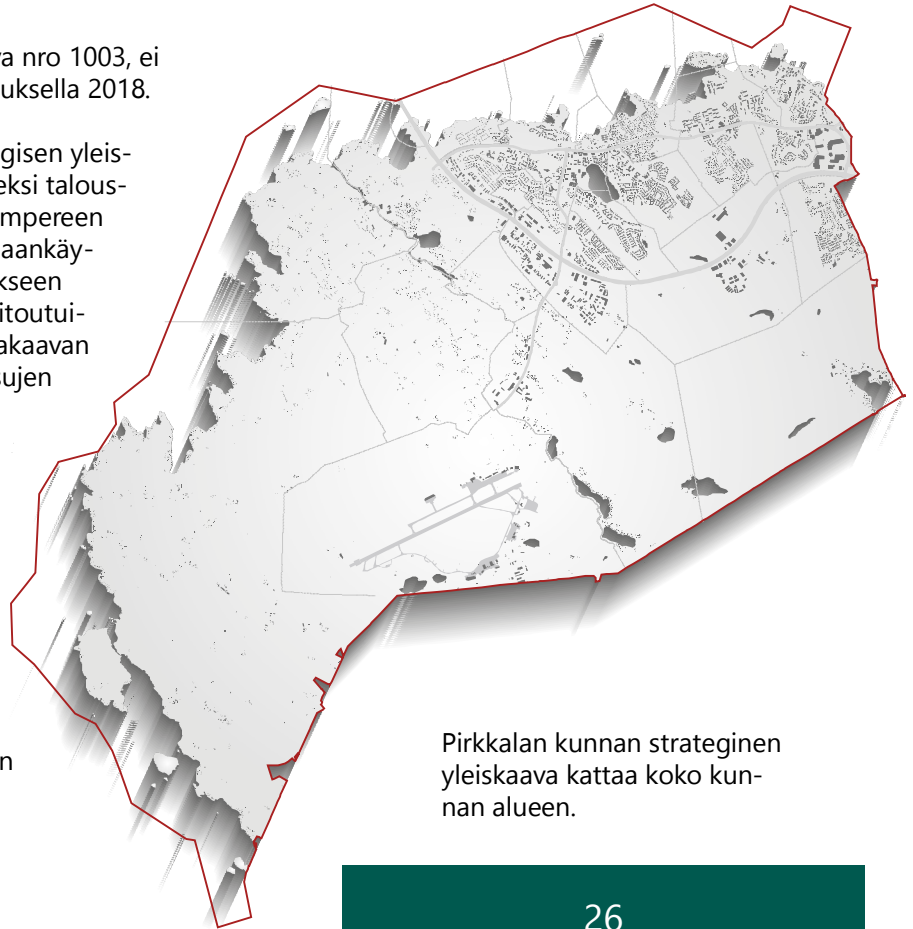 va nro 1003, ei
uksella 2018.
gisen yleis-
eksi talous-
mpereen
aankäy-
kseen
itoutui-
akaavan
sujen
n
Pirkkalan kunnan strateginen
yleiskaava kattaa koko kun-
nan alueen.
26